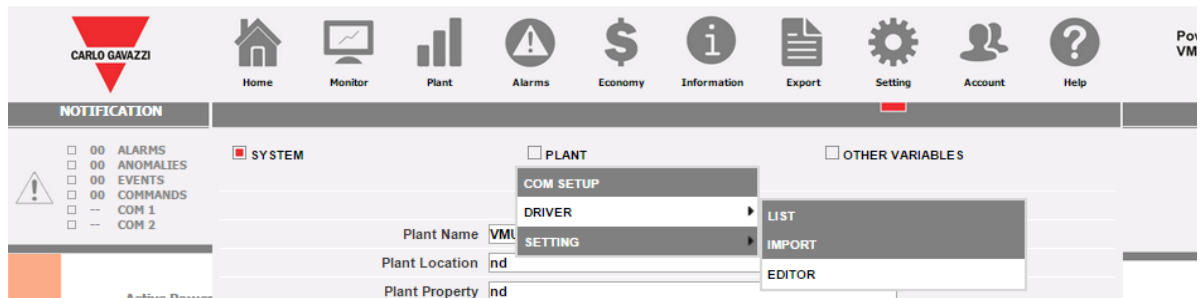 CARLO GAVAZZI
Home
Monitor
Plant
Alarms
Economy
Information
Export
Setting
Account
Help
NOTIFICATION
00 ALARMS
00 ANOMALIES
00 EVENTS
00 COMMANDS
-- COM 1
-- COM 2
SYSTEM
PLANT
OTHER VARIABLES
COM SETUP
DRIVER
SETTING
LIST
IMPORT
EDITOR
Plant Name
Plant Location nd
Plant Property nd